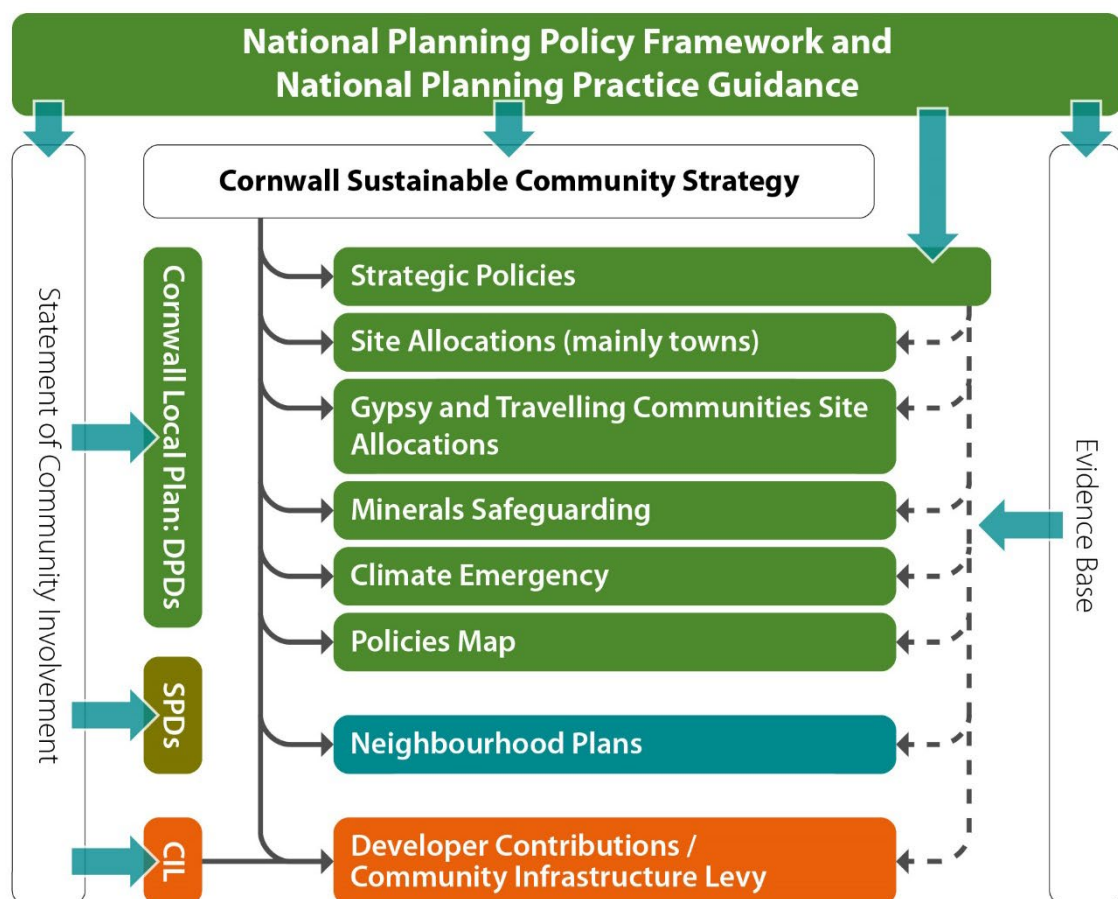 National Planning Policy Framework and
National Planning Practice Guidance
Cornwall Sustainable Community Strategy
Statement of Community Involvement
Cornwall Local Plan: DPDs
Strategic Policies
Site Allocations (mainly towns)
Gypsy and Travelling Communities Site
Allocations
Minerals Safeguarding
Climate Emergency
Policies Map
SPDs
Neighbourhood Plans
CIL
Developer Contributions /
Community Infrastructure Levy
Evidence Base